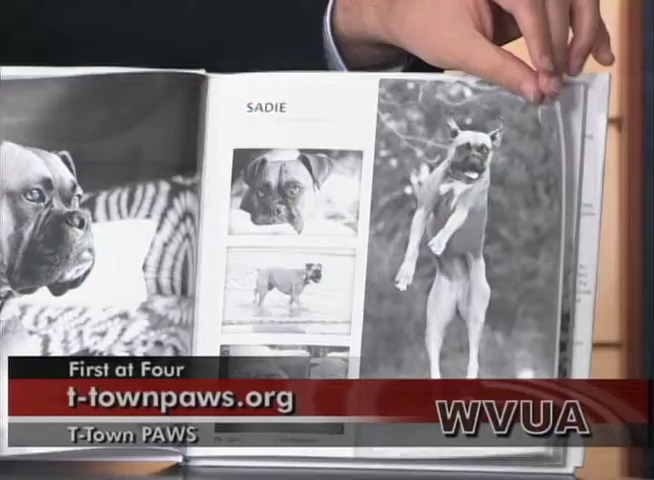 SADIE
First at Four
t-townpaws.org
WVUA
T-Town PAWS